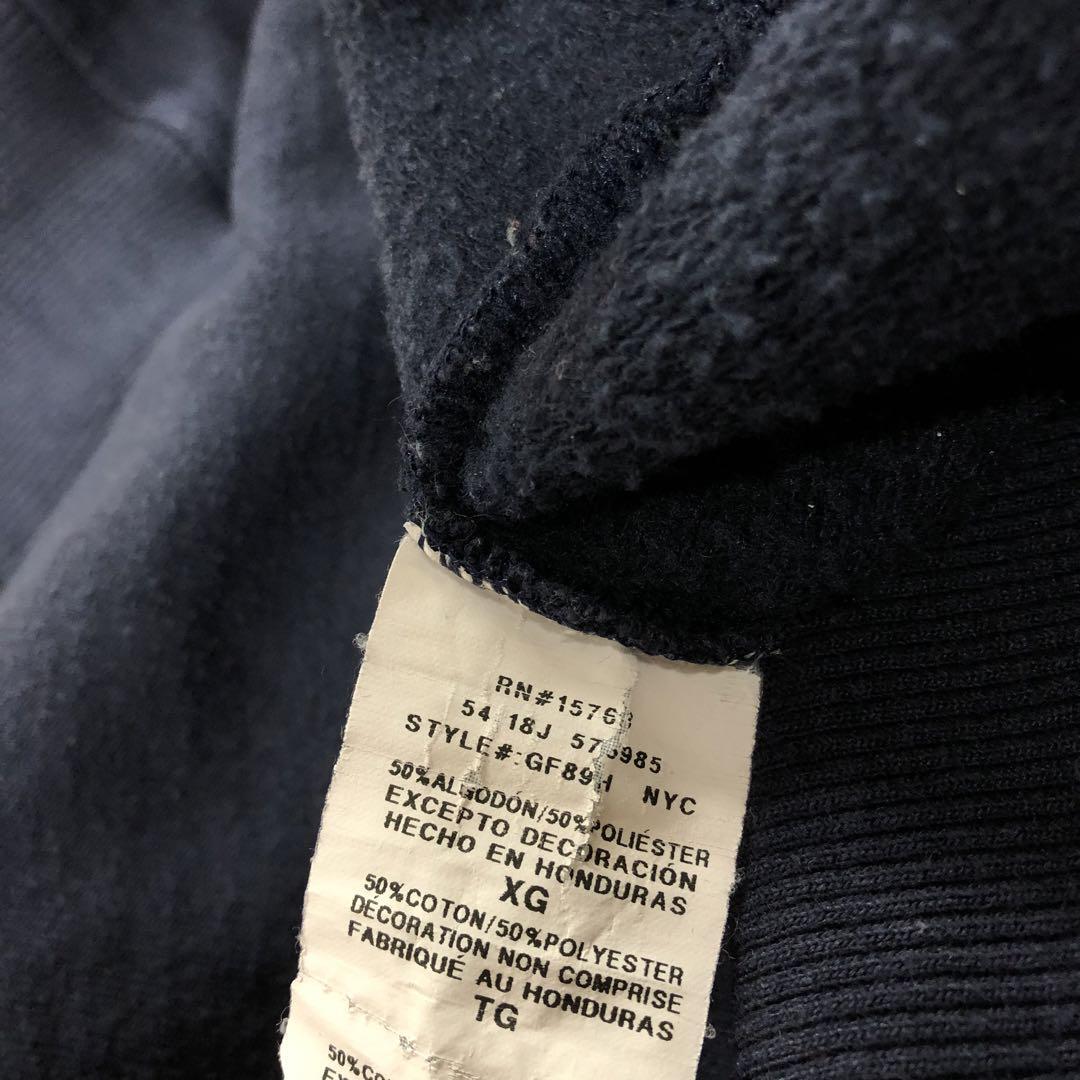 RN#15763
54 18J 575985
STYLE#:GF89H NYC
50%ALGODÓN/50%POLIÉSTER
EXCEPTO DECORACIÓN
HECHO EN HONDURAS
XG
50%COTON/50%POLYESTER
DÉCORATION NON COMPRISE
FABRIQUÉ AU HONDURAS
TG